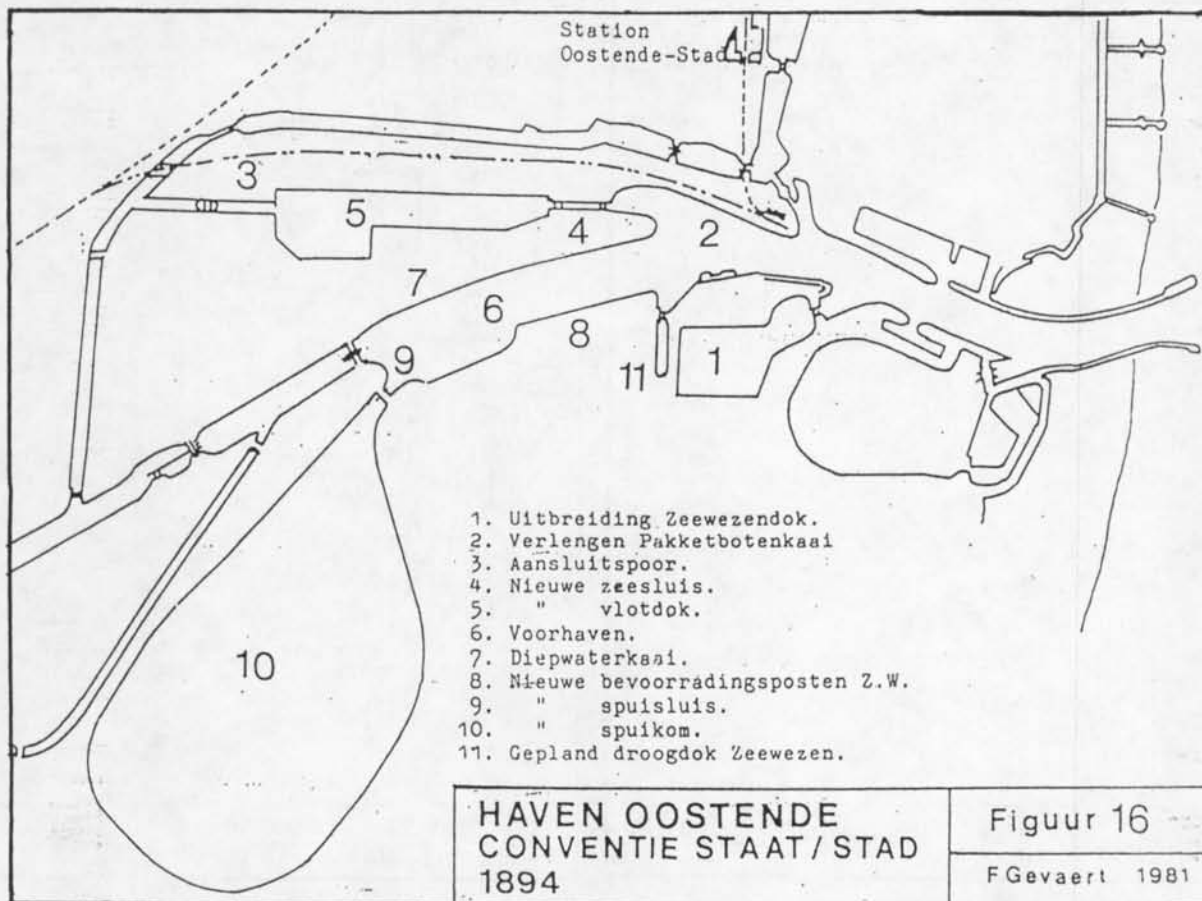 Station
Oostende-Stad
3
5
4
2
7
6
8
9
11
1
10
1. Uitbreiding Zeewezendok.
2. Verlengen Pakketbotenkaai
3. Aansluitspoor.
4. Nieuwe zeesluis.
5. " vlotdok.
6. Voorhaven.
7. Diepwaterkaai.
8. Nieuwe bevoorradingsposten Z.W.
9. " spuisluis.
10. " spuikom.
11. Gepland droogdok Zeewezen.
HAVEN OOSTENDE
CONVENTIE STAAT / STAD
1894
Figuur 16
F Gevaert 1981